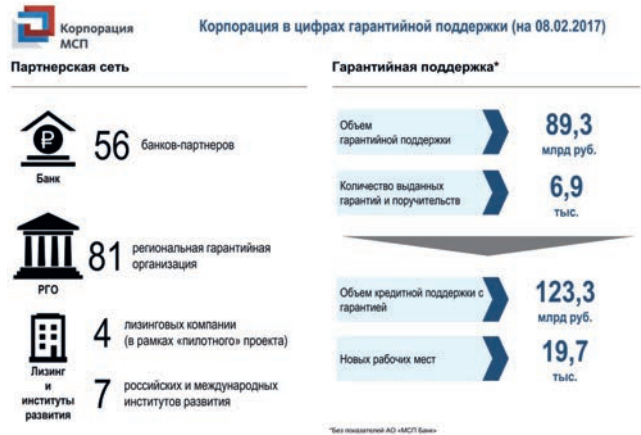 Корпорация
МСП
Корпорация в цифрах гарантийной поддержки (на 08.02.2017)
Партнерская сеть
₽
Банк
56 банков-партнеров
РГО
81 региональная гарантийная
организация
4 лизинговых компании
(в рамках «пилотного» проекта)
Лизинг
и
институты
развития
7 российских и международных
институтов развития
Гарантийная поддержка*
Объем
гарантийной поддержки
89,3
млрд руб.
Количество выданных
гарантий и поручительств
6,9
тыс.
Объем кредитной поддержки с
гарантией
123,3
млрд руб.
Новых рабочих мест
19,7
тыс.
*Без показателей АО «МСП Банк»